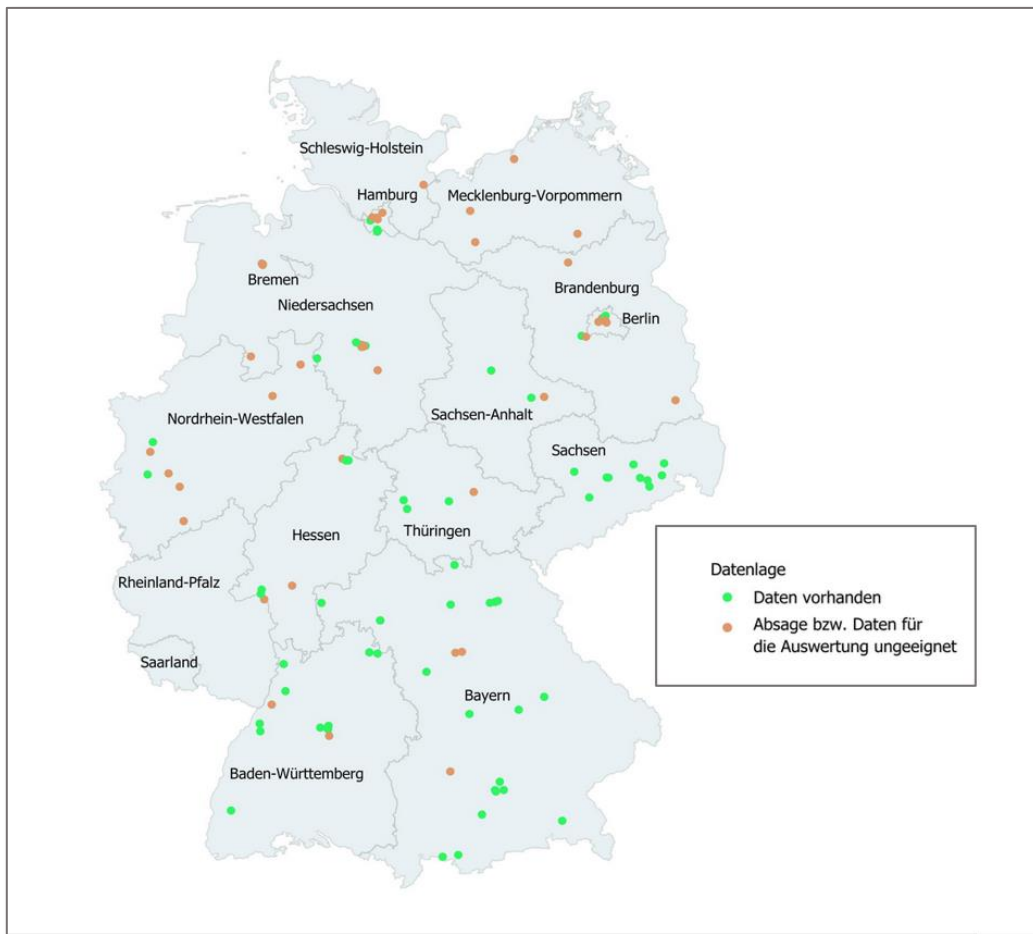 Schleswig-Holstein
Hamburg
Mecklenburg-Vorpommern
Bremen
Niedersachsen
Brandenburg
Berlin
Sachsen-Anhalt
Nordrhein-Westfalen
Sachsen
Thüringen
Hessen
Rheinland-Pfalz
Saarland
Bayern
Baden-Württemberg
Datenlage
Daten vorhanden
Absage bzw. Daten für
die Auswertung ungeeignet